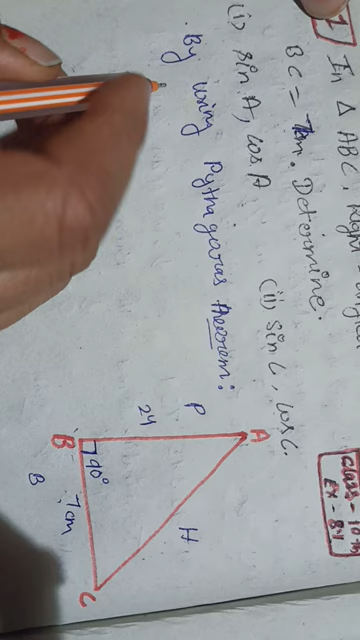 Class - 10th
Ex - 8.1
1 In Δ ABC, Right
BC = 7cm. Determine.
(i) sin A, cos A (ii) sin C, cos C.
By using Pythagoras theorem:
A
P
24
H
B
90°
7cm
C
B